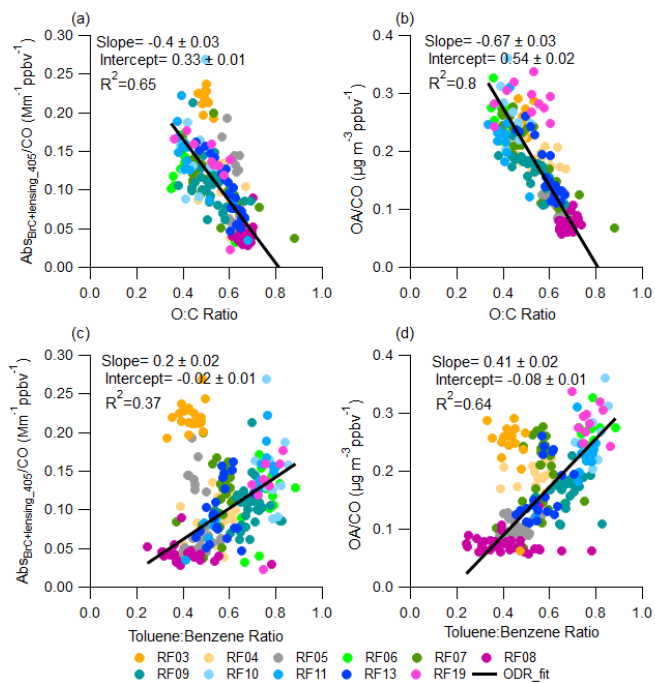 (a)
Slope= -0.4 ± 0.03
Intercept= 0.33 ± 0.01
R²=0.65
Abs_BrC+lensing_405/CO (Mm⁻¹ ppbv⁻¹)
0.30
0.25
0.20
0.15
0.10
0.05
0.00
0.0 0.2 0.4 0.6 0.8 1.0
O:C Ratio
(b)
Slope= -0.67 ± 0.03
Intercept= 0.54 ± 0.02
R²=0.8
OA/CO (µg m⁻³ ppbv⁻¹)
0.4
0.3
0.2
0.1
0.0
0.0 0.2 0.4 0.6 0.8 1.0
O:C Ratio
(c)
Slope= 0.2 ± 0.02
Intercept= -0.02 ± 0.01
R²=0.37
Abs_BrC+lensing_405/CO (Mm⁻¹ ppbv⁻¹)
0.30
0.25
0.20
0.15
0.10
0.05
0.00
0.0 0.2 0.4 0.6 0.8 1.0
Toluene:Benzene Ratio
(d)
Slope= 0.41 ± 0.02
Intercept= -0.08 ± 0.01
R²=0.64
OA/CO (µg m⁻³ ppbv⁻¹)
0.4
0.3
0.2
0.1
0.0
0.0 0.2 0.4 0.6 0.8 1.0
Toluene:Benzene Ratio
RF03 RF04 RF05 RF06 RF07 RF08
RF09 RF10 RF11 RF13 RF19 ODR_fit